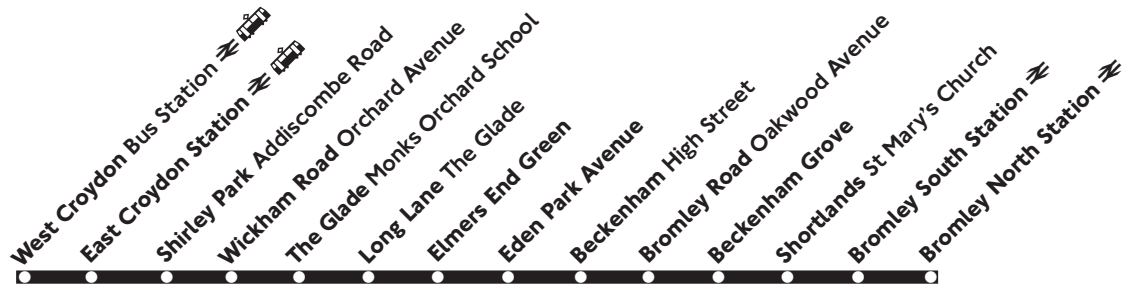 West Croydon Bus Station
East Croydon Station
Shirley Park Addiscombe Road
Wickham Road Orchard Avenue
The Glade Monks Orchard School
Long Lane The Glade
Elmers End Green
Eden Park Avenue
Beckenham High Street
Bromley Road Oakwood Avenue
Beckenham Grove
Shortlands St Mary's Church
Bromley South Station
Bromley North Station